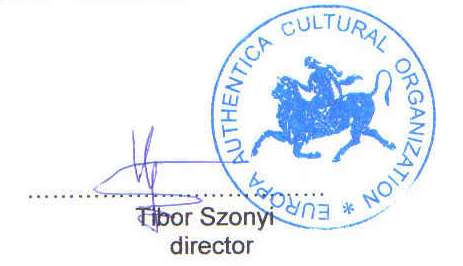 EUROPA AUTHENTICA CULTURAL ORGANIZATION *
Tibor Szonyi
director